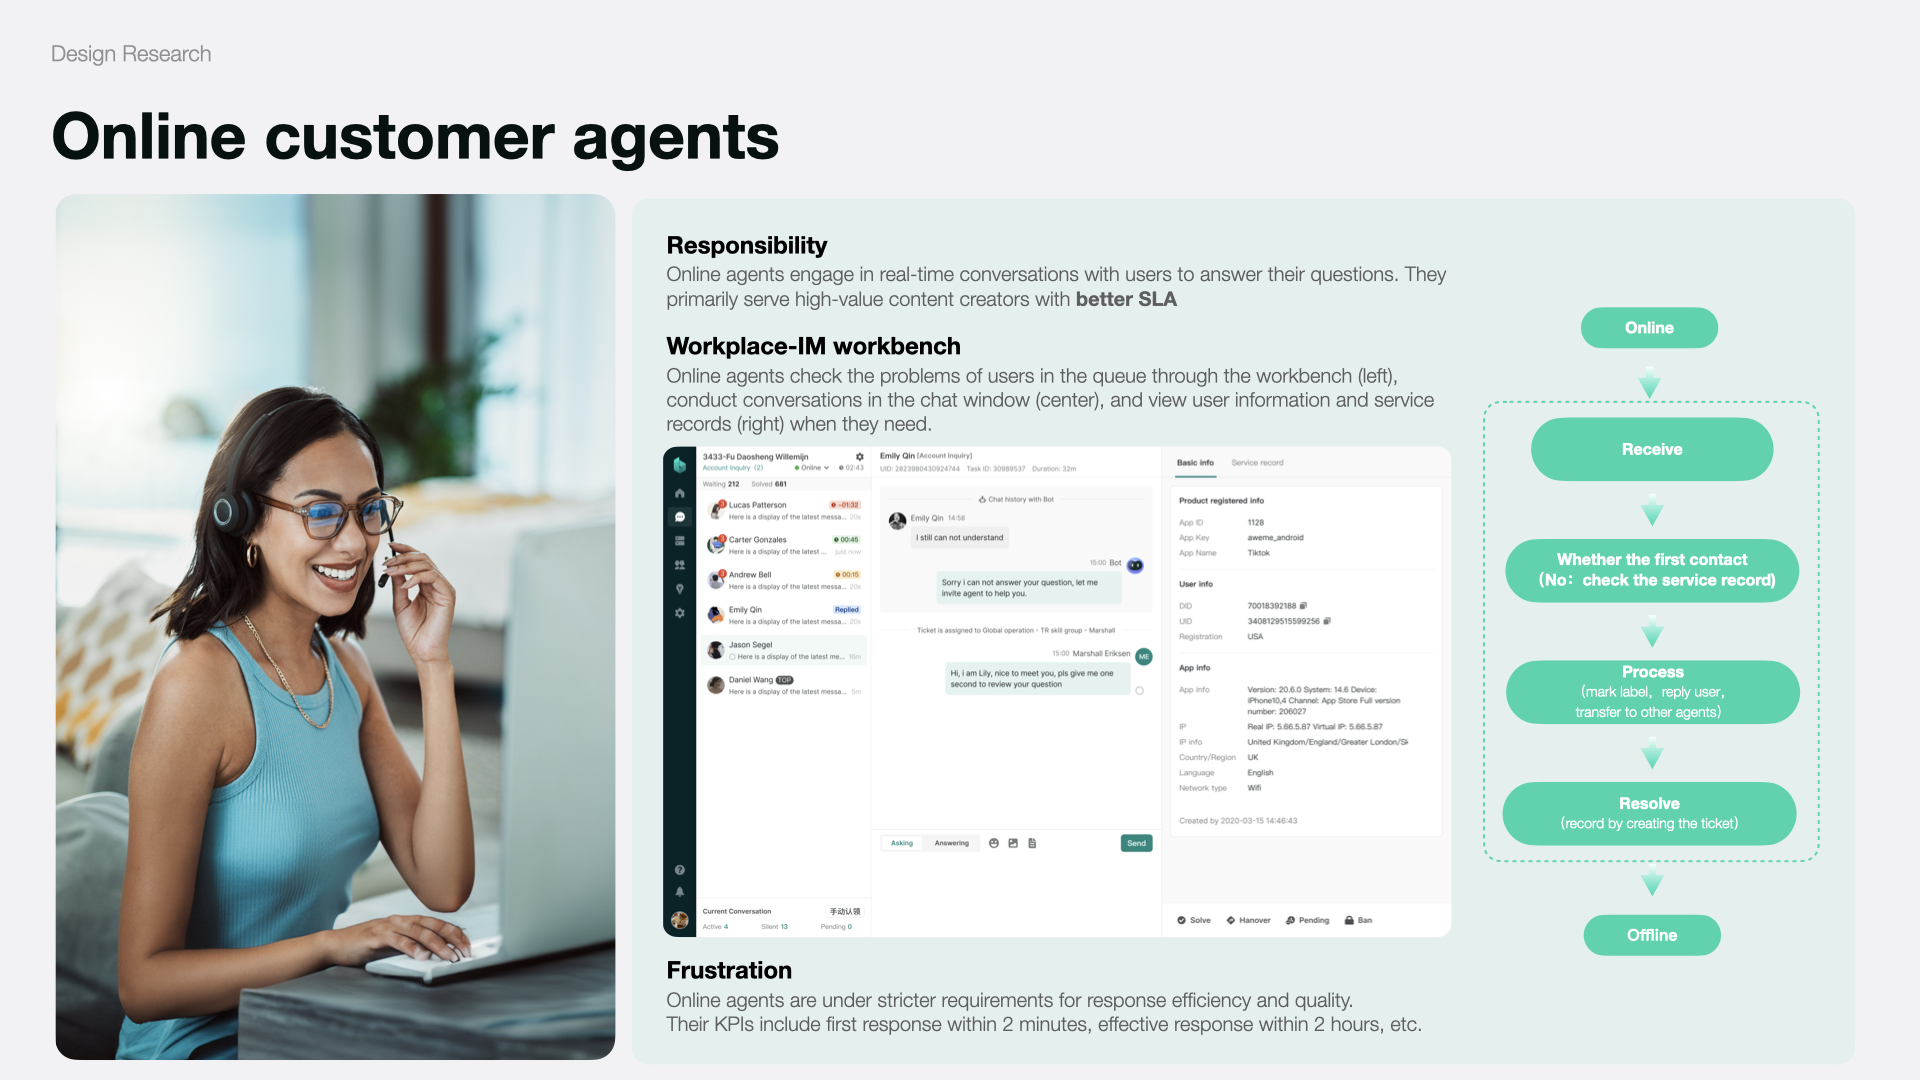 Design Research
Online customer agents
Responsibility
Online agents engage in real-time conversations with users to answer their questions. They
primarily serve high-value content creators with better SLA
Workplace-IM workbench
Online agents check the problems of users in the queue through the workbench (left),
conduct conversations in the chat window (center), and view user information and service
records (right) when they need.
3433-Fu Daosheng Willemijn
Account Inquiry (2) Online 02:43
Waiting 212 Solved 681
3 Lucas Patterson -01:32
Here is a display of the latest messa... 20s
3 Carter Gonzales 00:45
Here is a display of the latest ... just now
3 Andrew Bell 00:15
Here is a display of the latest messa... 20s
Emily Qin Replied
Here is a display of the latest messa... 20s
Jason Segel
Here is a display of the latest me... 16m
Daniel Wang TOP
Here is a display of the latest messa... 5m
Current Conversation 手动认领
Active 4 Silent 13 Pending 0
Emily Qin [Account Inquiry]
UID: 2823980430924744 Task ID: 30989537 Duration: 32m
Chat history with Bot
Emily Qin 14:58
I still can not understand
15:00 Bot
Sorry i can not answer your question, let me
invite agent to help you.
Ticket is assigned to Global operation - TR skill group - Marshall
15:00 Marshall Eriksen ME
Hi, i am Lily, nice to meet you, pls give me one
second to review your question
Asking Answering Send
Basic info Service record
Product registered info
App ID 1128
App Key aweme_android
App Name Tiktok
User info
DID 70018392188
UID 3408129515599256
Registration USA
App info
App info Version: 20.6.0 System: 14.6 Device:
iPhone10,4 Channel: App Store Full version
number: 206027
IP Real IP: 5.66.5.87 Virtual IP: 5.66.5.87
IP info United Kingdom/England/Greater London/Sk
Country/Region UK
Language English
Network type Wifi
Created by 2020-03-15 14:46:43
Solve Hanover Pending Ban
Frustration
Online agents are under stricter requirements for response efficiency and quality.
Their KPIs include first response within 2 minutes, effective response within 2 hours, etc.
Online
Receive
Whether the first contact
（No：check the service record)
Process
（mark label，reply user，
transfer to other agents）
Resolve
（record by creating the ticket）
Offline